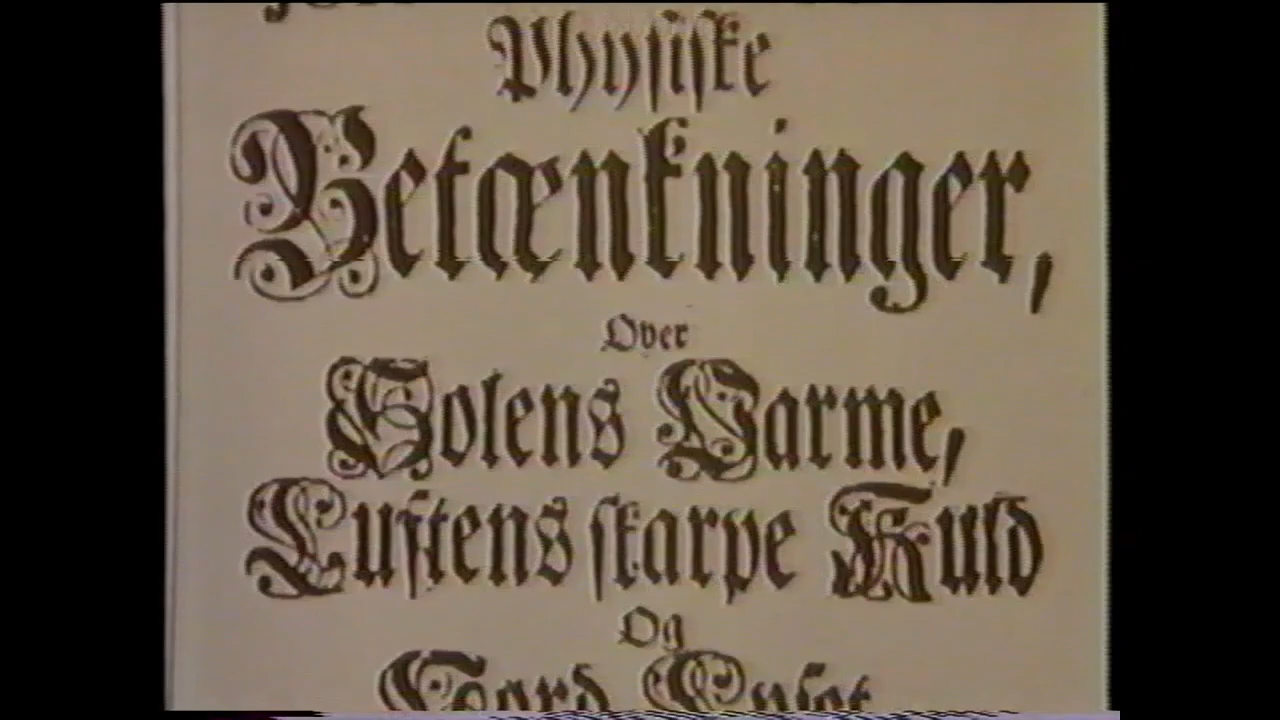 Physiske
Betænkninger,
Over
Solens Varme,
Luftens skarpe Kuld
Og